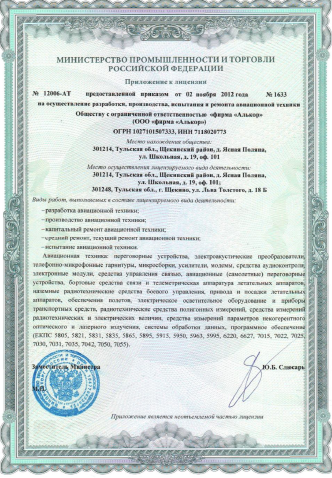 МИНИСТЕРСТВО ПРОМЫШЛЕННОСТИ И ТОРГОВЛИ
РОССИЙСКОЙ ФЕДЕРАЦИИ
Приложение к лицензии
№ 12006-АТ предоставленной приказом от 02 ноября 2012 года №1633
на осуществление разработки, производства, испытания и ремонта авиационной техники
Обществу с ограниченной ответственностью «фирма «Алькор»
(ООО «фирма «Алькор»)
ОГРН 1027101507333, ИНН 7118020773
Место нахождения общества:
301214, Тульская обл., Щекинский район, д. Ясная Поляна,
ул. Школьная, д. 19, оф. 101
Место осуществления лицензируемого вида деятельности:
301214, Тульская обл., Щекинский район, д. Ясная Поляна,
ул. Школьная, д. 19, оф. 101;
301248, Тульская обл., г. Щекино, ул. Льва Толстого, д. 18 Б
Виды работ, выполняемых в составе лицензируемого вида деятельности:
- разработка авиационной техники;
- производство авиационной техники;
- капитальный ремонт авиационной техники;
- средний ремонт, текущий ремонт авиационной техники;
- испытание авиационной техники:
Авиационная техника: переговорные устройства, электроакустические преобразователи,
телефонно-микрофонные гарнитуры, микросборки, усилители, модемы, средства аудиоконтроля,
электронные модули, средства управления связью, авиационные (самолетные) переговорные
устройства, бортовые средства связи и телеметрическая аппаратура летательных аппаратов,
наземные радиотехнические средства боевого управления, привода и посадки летательных
аппаратов, обеспечения полетов, электрическое осветительное оборудование и приборы
транспортных средств, радиотехнические средства полигонных измерений, средства измерений
радиотехнических и электрических величин, средства измерений параметров некогерентного
оптического и лазерного излучения, системы обработки данных, программное обеспечение
(ЕКПС 5805, 5821, 5831, 5835, 5865, 5895, 5915, 5950, 5963, 5995, 6220, 6627, 7015, 7022, 7025,
7030, 7031, 7035, 7042, 7050, 7055).
Заместитель Министра Ю.Б. Слюсарь
М.П.
Приложение является неотъемлемой частью лицензии